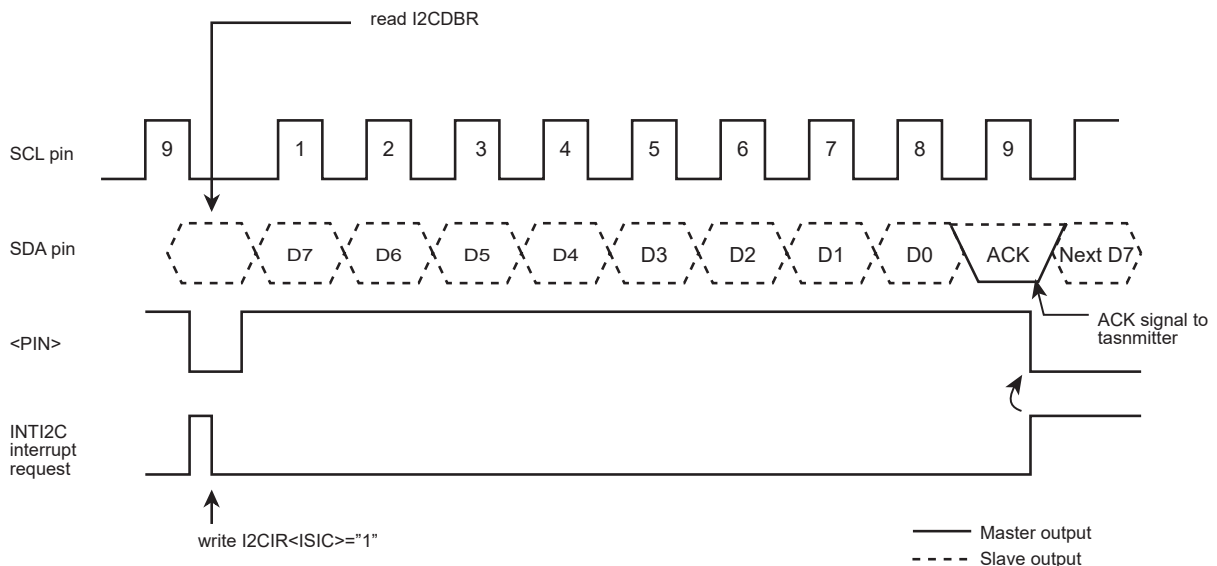 read I2CDBR
SCL pin
9 1 2 3 4 5 6 7 8 9
SDA pin
D7 D6 D5 D4 D3 D2 D1 D0 ACK Next D7
<PIN>
ACK signal to
tasnmitter
INTI2C
interrupt
request
write I2CIR<ISIC>="1"
Master output
Slave output